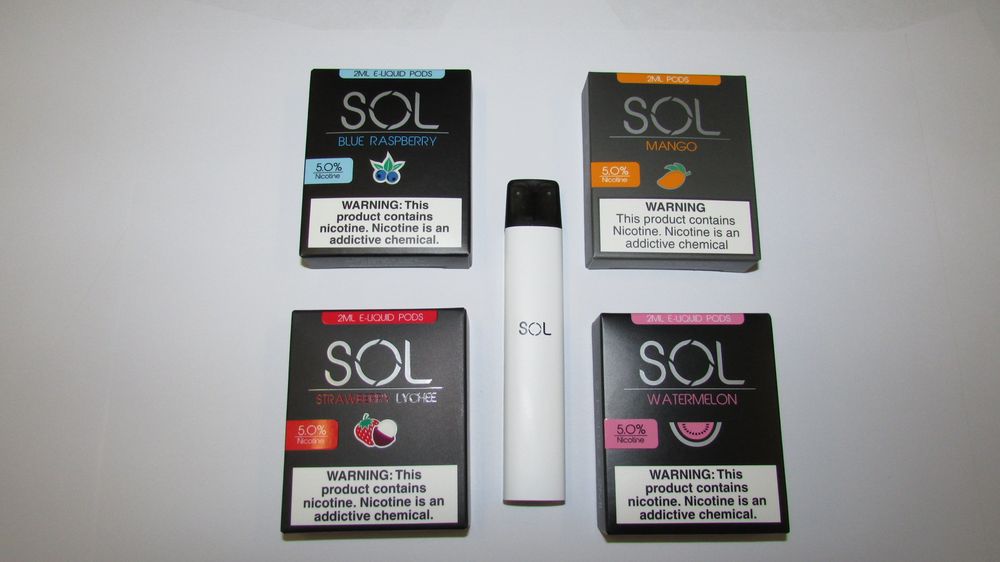 2ML E-LIQUID PODS
SOL
BLUE RASPBERRY
5.0%
Nicotine
WARNING: This
product contains
nicotine. Nicotine is an
addictive chemical.
2ML PODS
SOL
MANGO
5.0%
Nicotine
WARNING
This product contains
Nicotine. Nicotine is an
addictive chemical
SOL
2ML E-LIQUID PODS
SOL
STRAWBERRY LYCHEE
5.0%
Nicotine
WARNING: This
product contains
nicotine. Nicotine is an
addictive chemical.
2ML E-LIQUID PODS
SOL
WATERMELON
5.0%
Nicotine
WARNING: This
product contains
nicotine. Nicotine is an
addictive chemical.